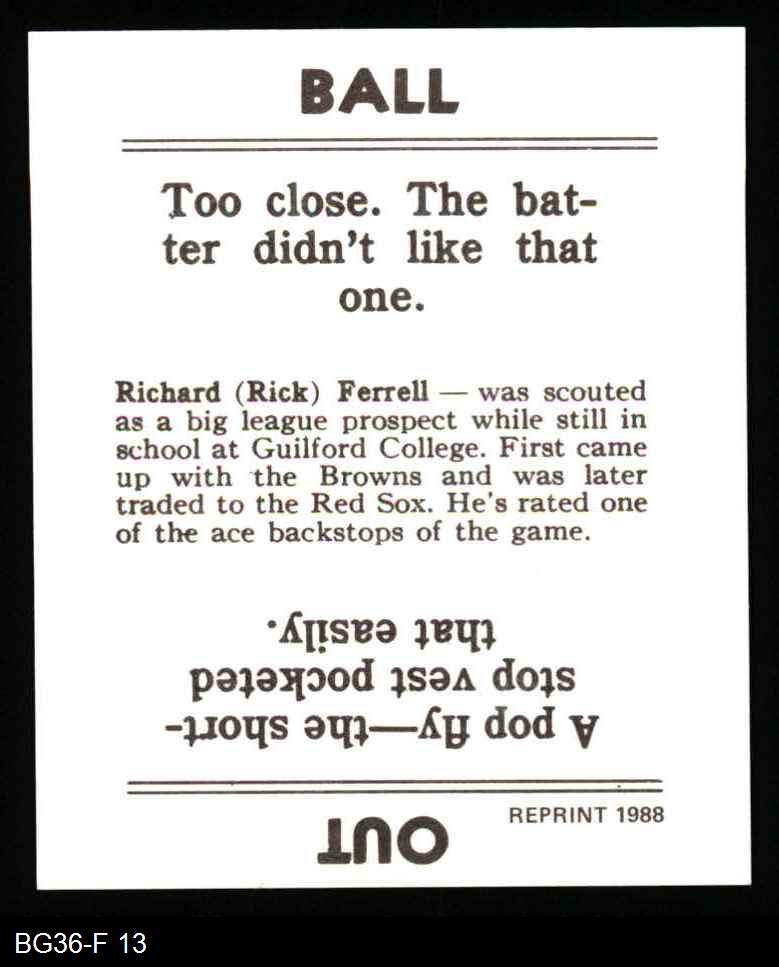 BALL
Too close. The bat-
ter didn't like that
one.
Richard (Rick) Ferrell — was scouted
as a big league prospect while still in
school at Guilford College. First came
up with the Browns and was later
traded to the Red Sox. He's rated one
of the ace backstops of the game.
OUT
A pop fly—the short-
stop vest pocketed
that easily.
REPRINT 1988
BG36-F 13